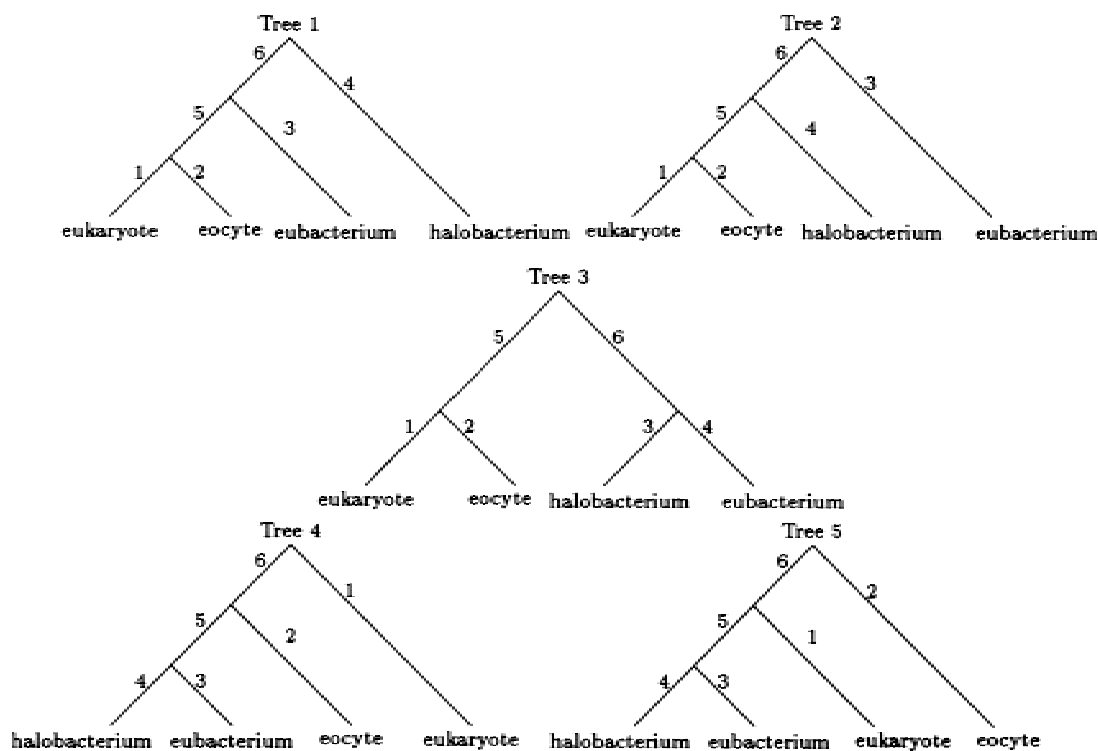 Tree 1 Tree 2
6 6
4 3
5 5
3 4
1 2 1 2
eukaryote eocyte eubacterium halobacterium eukaryote eocyte halobacterium eubacterium
Tree 3
5 6
1 2 3 4
eukaryote eocyte halobacterium eubacterium
Tree 4 Tree 5
6 6
1 2
5 5
2 1
4 3 4 3
halobacterium eubacterium eocyte eukaryote halobacterium eubacterium eukaryote eocyte